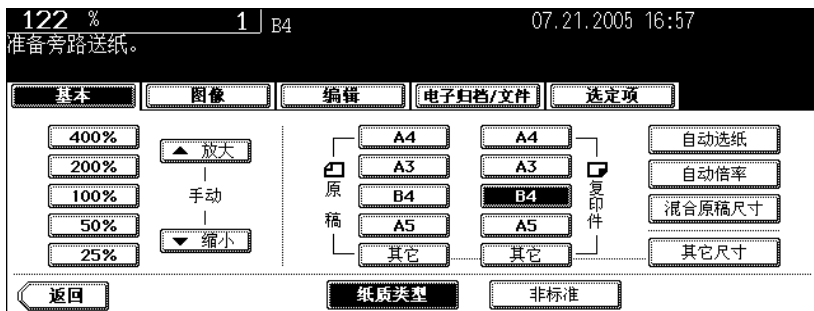 122 % 1 B4 07.21.2005 16:57
准备旁路送纸。
基本 图像 编辑 电子归档/文件 选定项
400% 放大 A4 A4 自动选纸
200% A3 A3 自动倍率
100% 手动 原稿 B4 B4 复印件 混合原稿尺寸
50% 缩小 A5 A5
25% 其它 其它 其它尺寸
返回 纸质类型 非标准